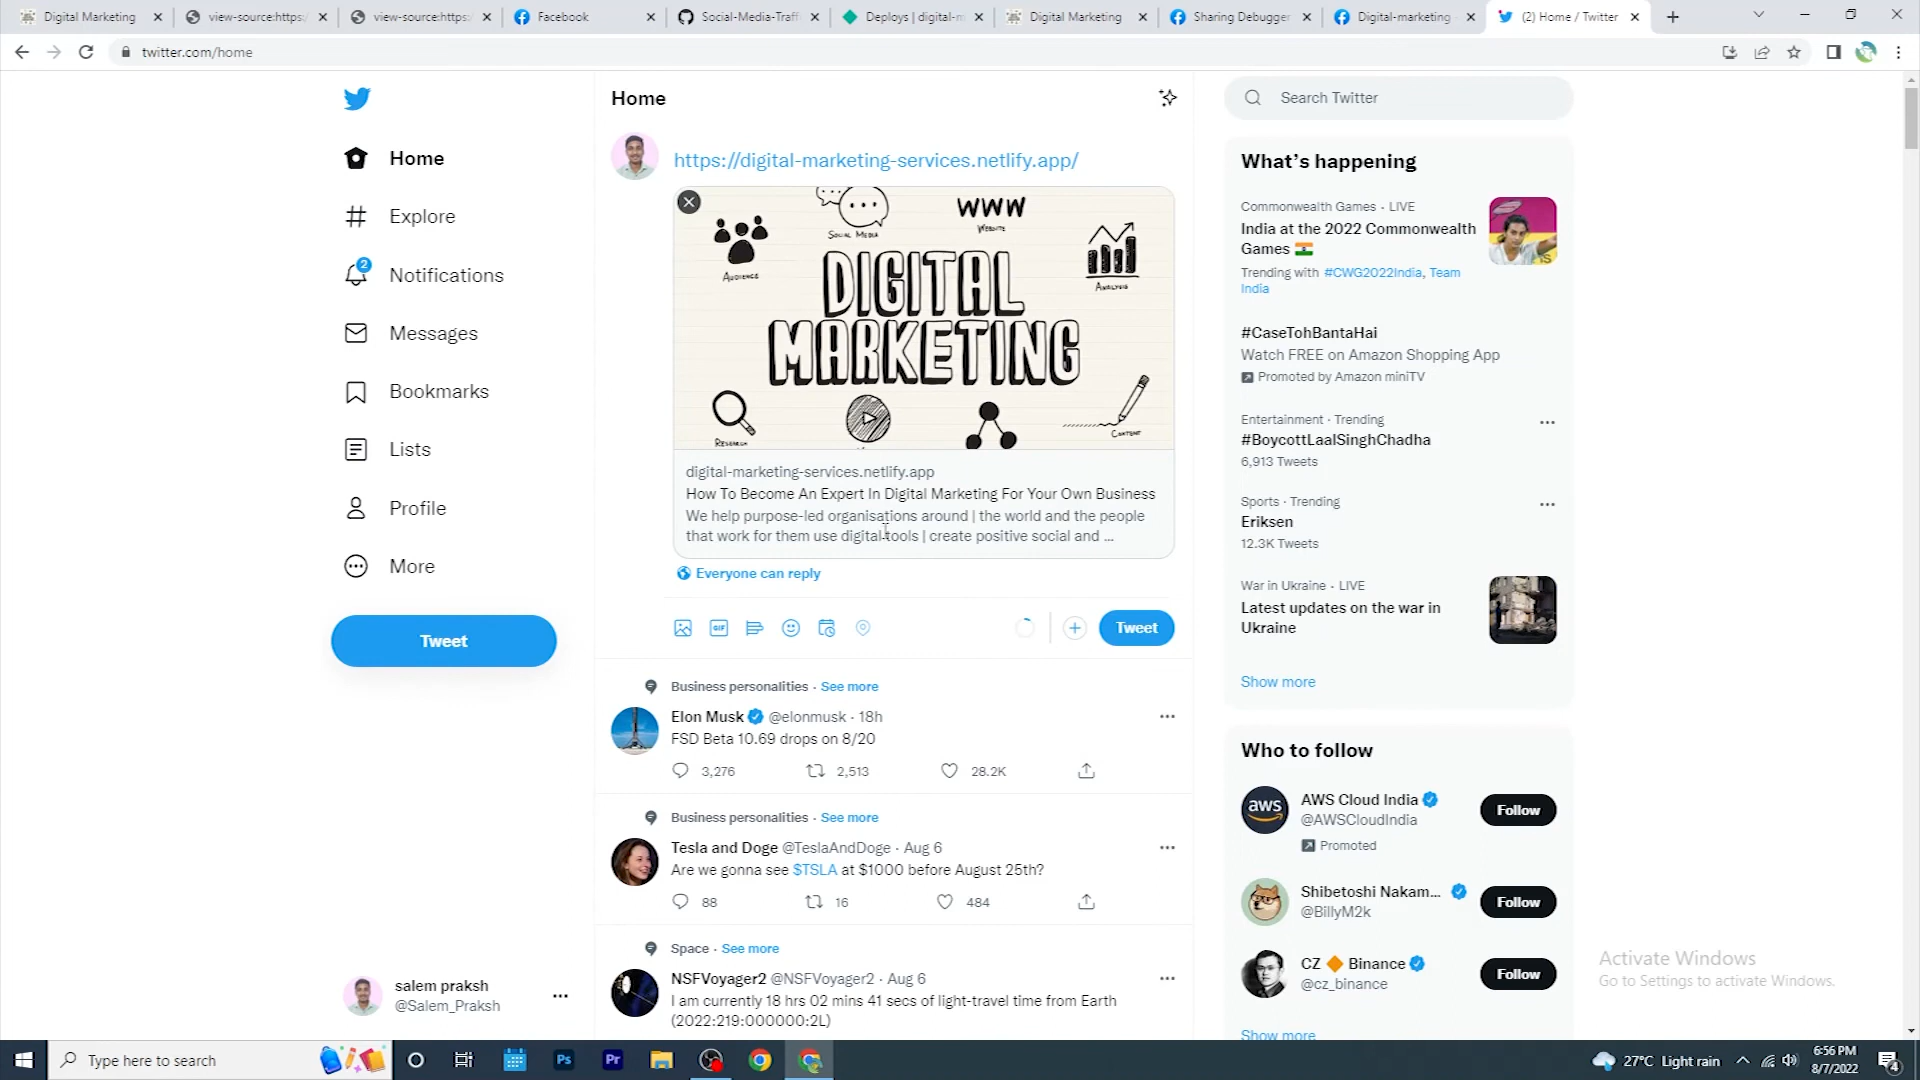 Digital Marketing
view-source:https:/
view-source:https:/
Facebook
Social-Media-Traff
Deploys | digital-m
Digital Marketing
Sharing Debugger
Digital-marketing
(2) Home / Twitter
twitter.com/home
Home
Explore
2
Notifications
Messages
Bookmarks
Lists
Profile
More
Tweet
salem praksh
@Salem_Praksh
Home
https://digital-marketing-services.netlify.app/
SOCIAL MEDIA
WWW
WEBSITE
AUDIENCE
ANALYSIS
DIGITAL
MARKETING
RESEARCH
CONTENT
digital-marketing-services.netlify.app
How To Become An Expert In Digital Marketing For Your Own Business
We help purpose-led organisations around | the world and the people
that work for them use digital tools | create positive social and ...
Everyone can reply
GIF
Tweet
Business personalities · See more
Elon Musk @elonmusk · 18h
FSD Beta 10.69 drops on 8/20
3,276 2,513 28.2K
Business personalities · See more
Tesla and Doge @TeslaAndDoge · Aug 6
Are we gonna see $TSLA at $1000 before August 25th?
88 16 484
Space · See more
NSFVoyager2 @NSFVoyager2 · Aug 6
I am currently 18 hrs 02 mins 41 secs of light-travel time from Earth
(2022:219:000000:2L)
Search Twitter
What's happening
Commonwealth Games · LIVE
India at the 2022 Commonwealth
Games
Trending with #CWG2022India, Team
India
#CaseTohBantaHai
Watch FREE on Amazon Shopping App
Promoted by Amazon miniTV
Entertainment · Trending
#BoycottLaalSinghChadha
6,913 Tweets
Sports · Trending
Eriksen
12.3K Tweets
War in Ukraine · LIVE
Latest updates on the war in
Ukraine
Show more
Who to follow
aws
AWS Cloud India
@AWSCloudIndia
Promoted
Follow
Shibetoshi Nakam...
@BillyM2k
Follow
CZ Binance
@cz_binance
Follow
Show more
Activate Windows
Go to Settings to activate Windows.
Type here to search
Ps
Pr
27°C Light rain
6:56 PM
8/7/2022
4